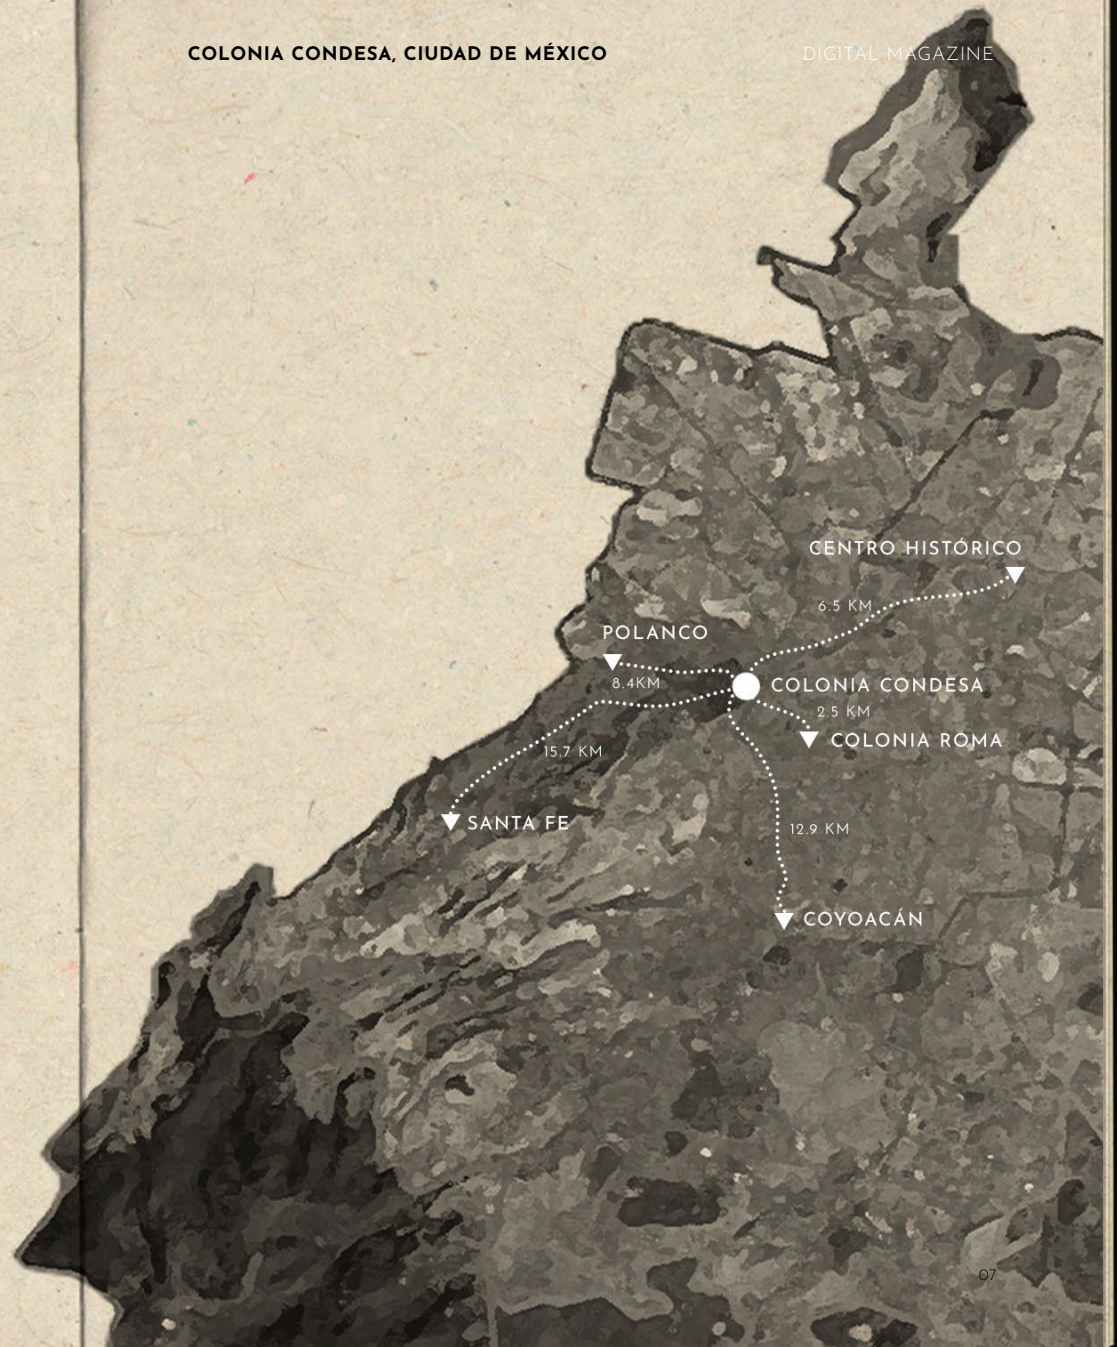 COLONIA CONDESA, CIUDAD DE MÉXICO
DIGITAL MAGAZINE
CENTRO HISTÓRICO
6.5 KM
POLANCO
8.4KM
COLONIA CONDESA
2.5 KM
COLONIA ROMA
15.7 KM
SANTA FE
12.9 KM
COYOACÁN
07